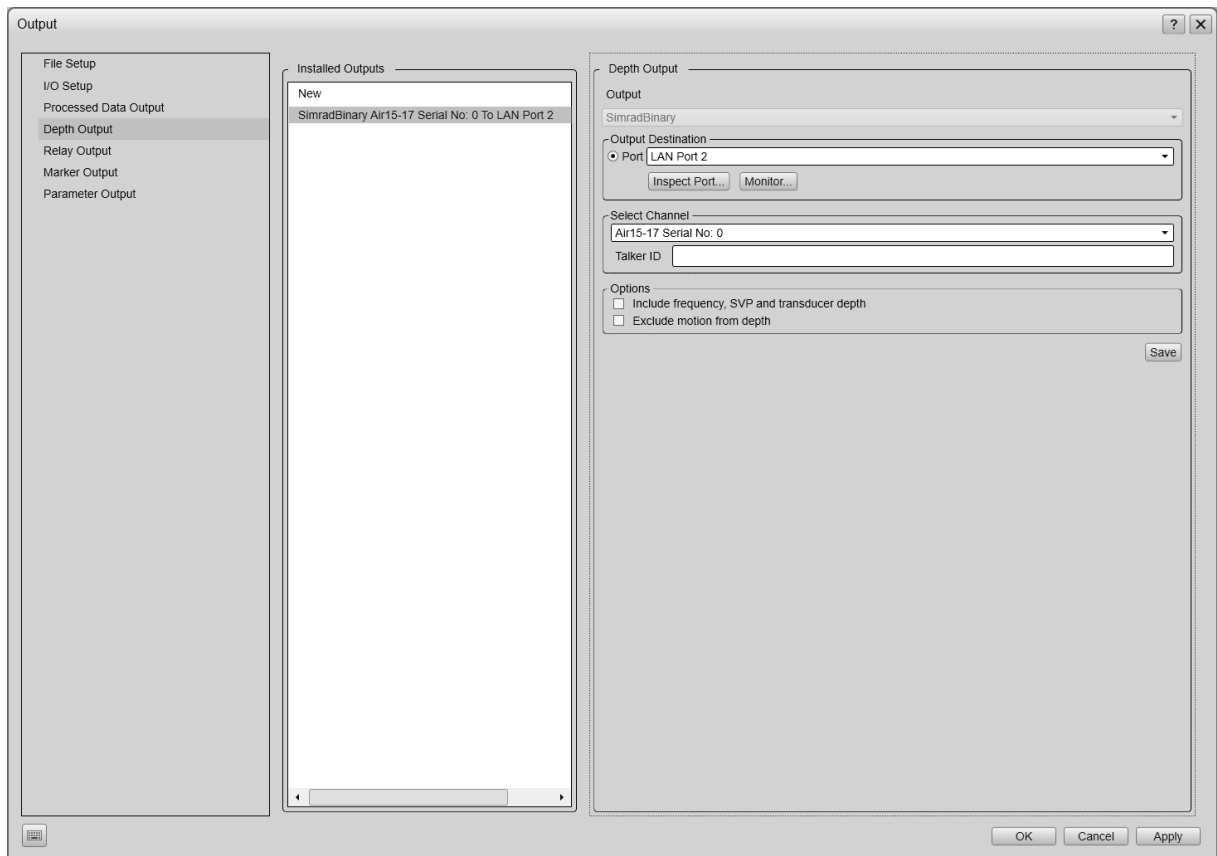 Output
?
File Setup
I/O Setup
Processed Data Output
Depth Output
Relay Output
Marker Output
Parameter Output
Installed Outputs
New
SimradBinary Air15-17 Serial No: 0 To LAN Port 2
Depth Output
Output
SimradBinary
Output Destination
Port LAN Port 2
Inspect Port... Monitor...
Select Channel
Air15-17 Serial No: 0
Talker ID
Options
Include frequency, SVP and transducer depth
Exclude motion from depth
Save
OK Cancel Apply